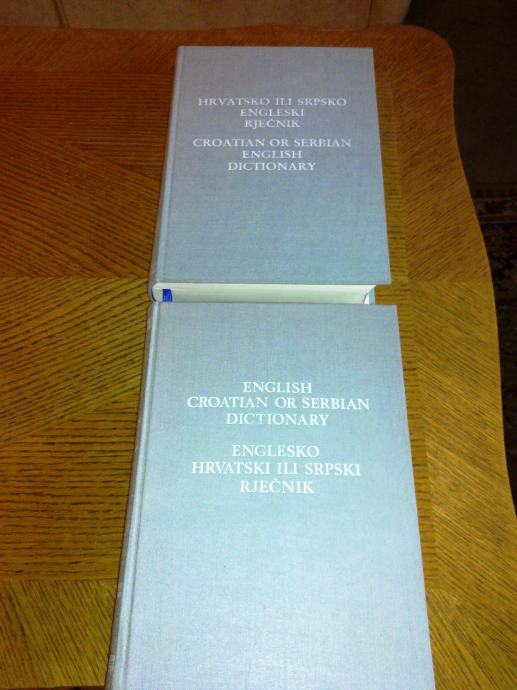 HRVATSKO ILI SRPSKO
ENGLESKI
RJEČNIK
CROATIAN OR SERBIAN
ENGLISH
DICTIONARY
ENGLISH
CROATIAN OR SERBIAN
DICTIONARY
ENGLESKO
HRVATSKI ILI SRPSKI
RJEČNIK